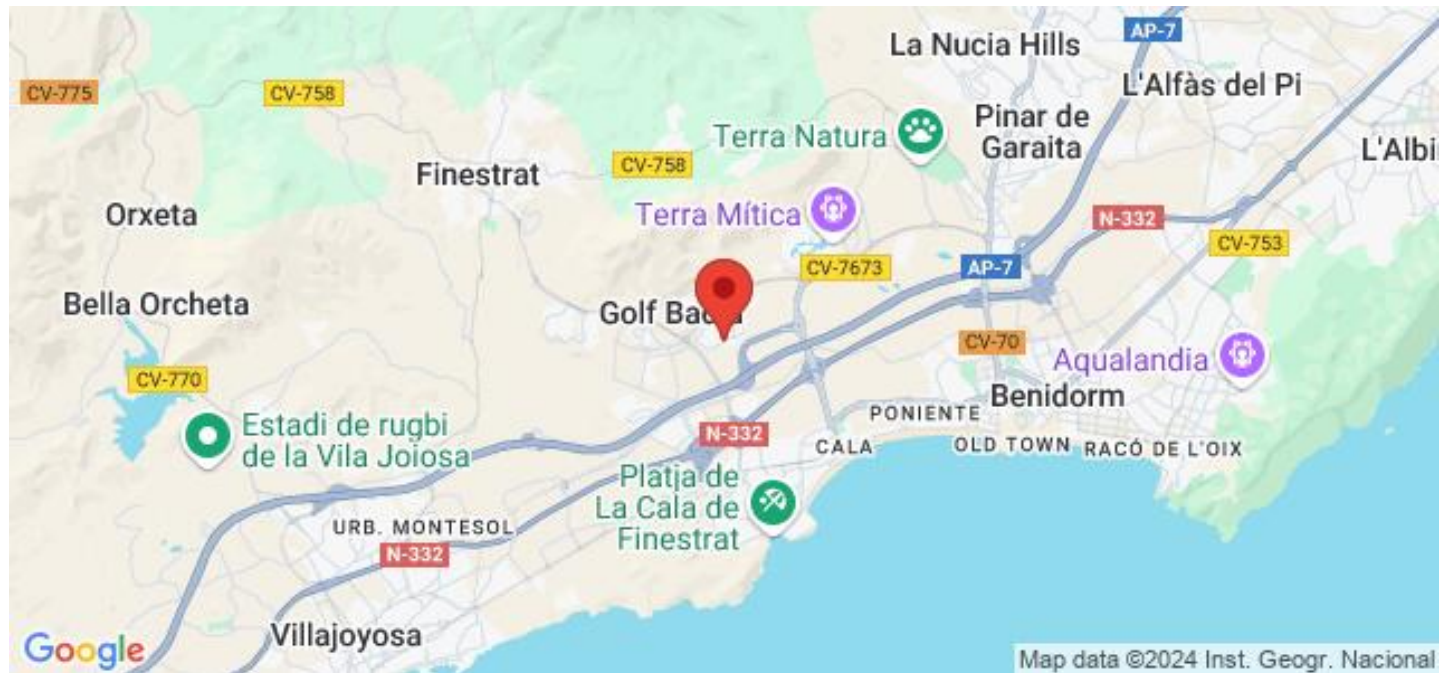 La Nucia Hills
AP-7
CV-775
CV-758
L'Alfàs del Pi
Terra Natura
Pinar de
Garaita
L'Albi
Finestrat
CV-758
Orxeta
Terra Mítica
N-332
CV-753
CV-7673
AP-7
Bella Orcheta
Golf
CV-70
Aqualandia
CV-770
Benidorm
PONIENTE
Estadi de rugbi
de la Vila Joiosa
N-332
CALA
OLD TOWN
RACÓ DE L'OIX
Platja de
La Cala de
Finestrat
URB. MONTESOL
N-332
Villajoyosa
Google
Map data ©2024 Inst. Geogr. Nacional